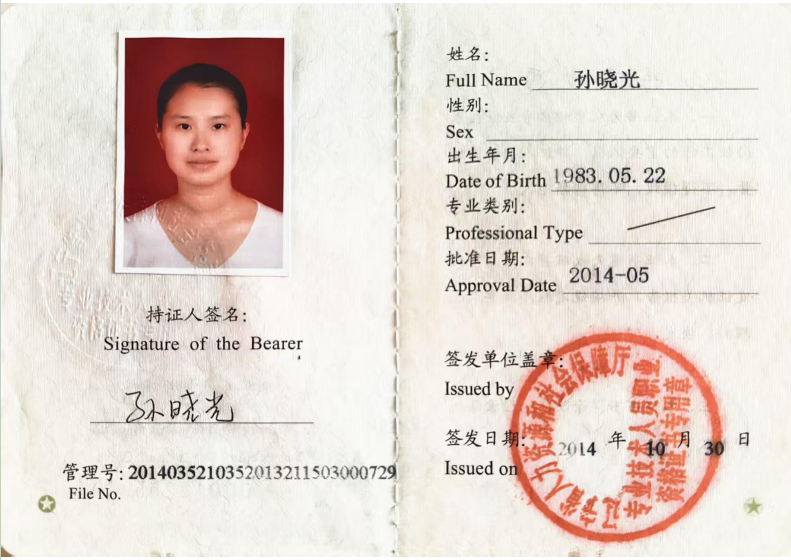 持证人签名:
Signature of the Bearer
孙晓光
管理号: 20140352103520132115030007​29
File No.
姓名:
Full Name 孙晓光
性别:
Sex
出生年月:
Date of Birth 1983.05.22
专业类别:
Professional Type
批准日期:
Approval Date 2014-05
签发单位盖章:
Issued by
签发日期: 2014 年 10 月 30 日
Issued on
辽宁省人力资源和社会保障厅
专业技术人员职业
资格证书专用章